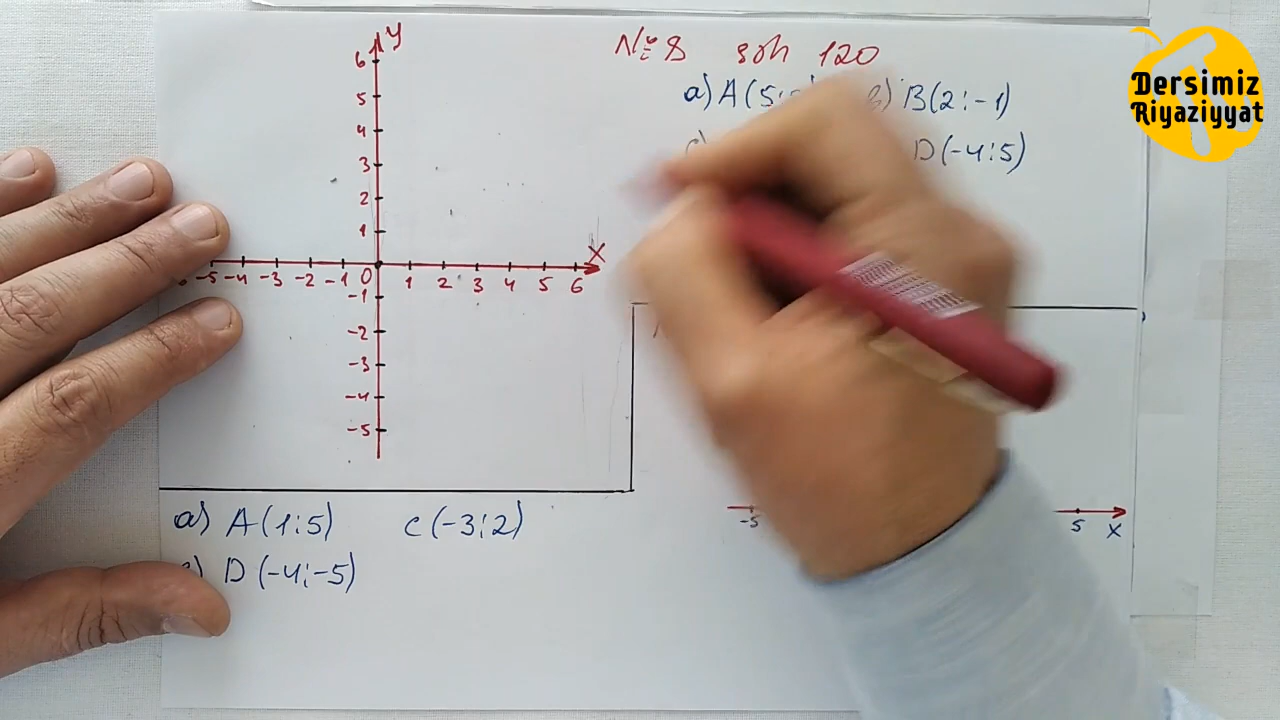 Dersimiz
Riyaziyyat
№ 8 səh 120
a) A(5; B(2;-1)
D(-4;5)
y
6
5
4
3
2
1
x
-5 -4 -3 -2 -1 0 1 2 3 4 5 6
-1
-2
-3
-4
-5
-5 5 x
a) A(1;5) C(-3;2)
D(-4;-5)